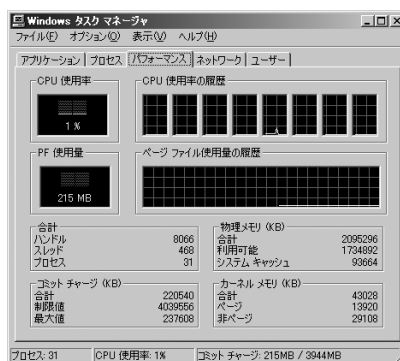 Windows タスク マネージャ
ファイル(F) オプション(O) 表示(V) ヘルプ(H)
アプリケーション プロセス パフォーマンス ネットワーク ユーザー
CPU 使用率 CPU 使用率の履歴
1 %
PF 使用量 ページ ファイル使用量の履歴
215 MB
合計
ハンドル 8066
スレッド 468
プロセス 31
物理メモリ (KB)
合計 2095296
利用可能 1734892
システム キャッシュ 93664
コミット チャージ (KB)
合計 220540
制限値 4039556
最大値 237608
カーネル メモリ (KB)
合計 43028
ページ 13920
非ページ 29108
プロセス: 31 CPU 使用率: 1% コミット チャージ: 215MB / 3944MB